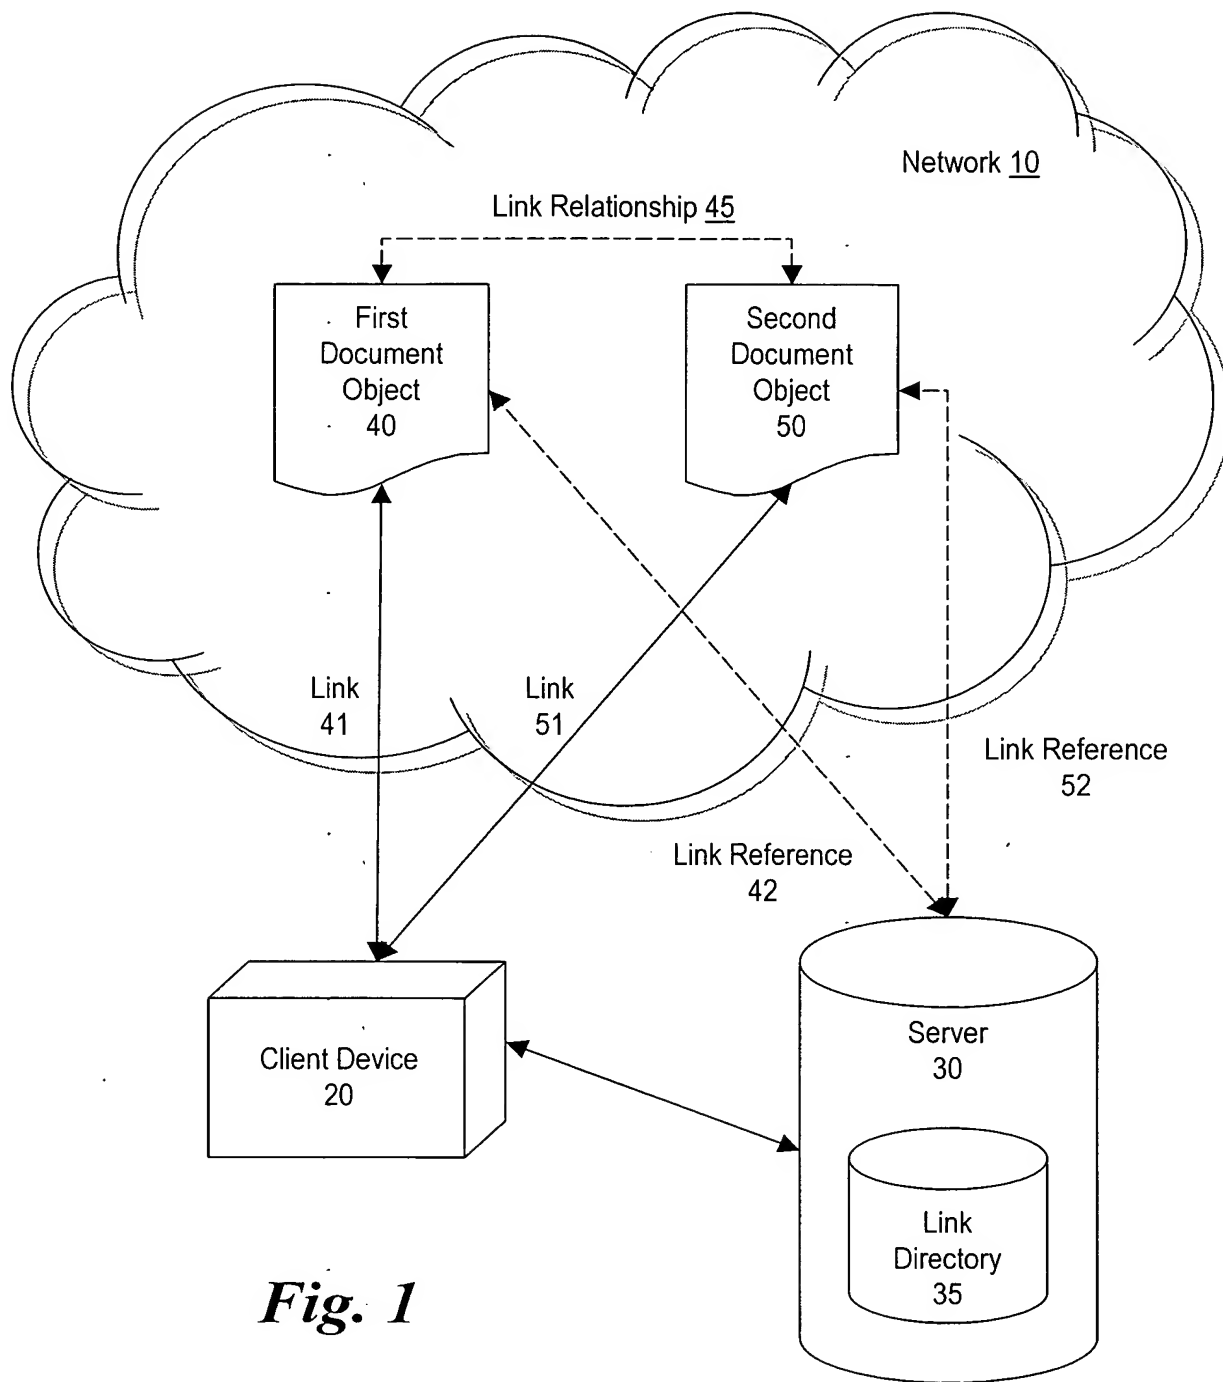 Network 10
Link Relationship 45
First
Document
Object
40
Second
Document
Object
50
Link
41
Link
51
Link Reference
52
Link Reference
42
Client Device
20
Server
30
Link
Directory
35
Fig. 1